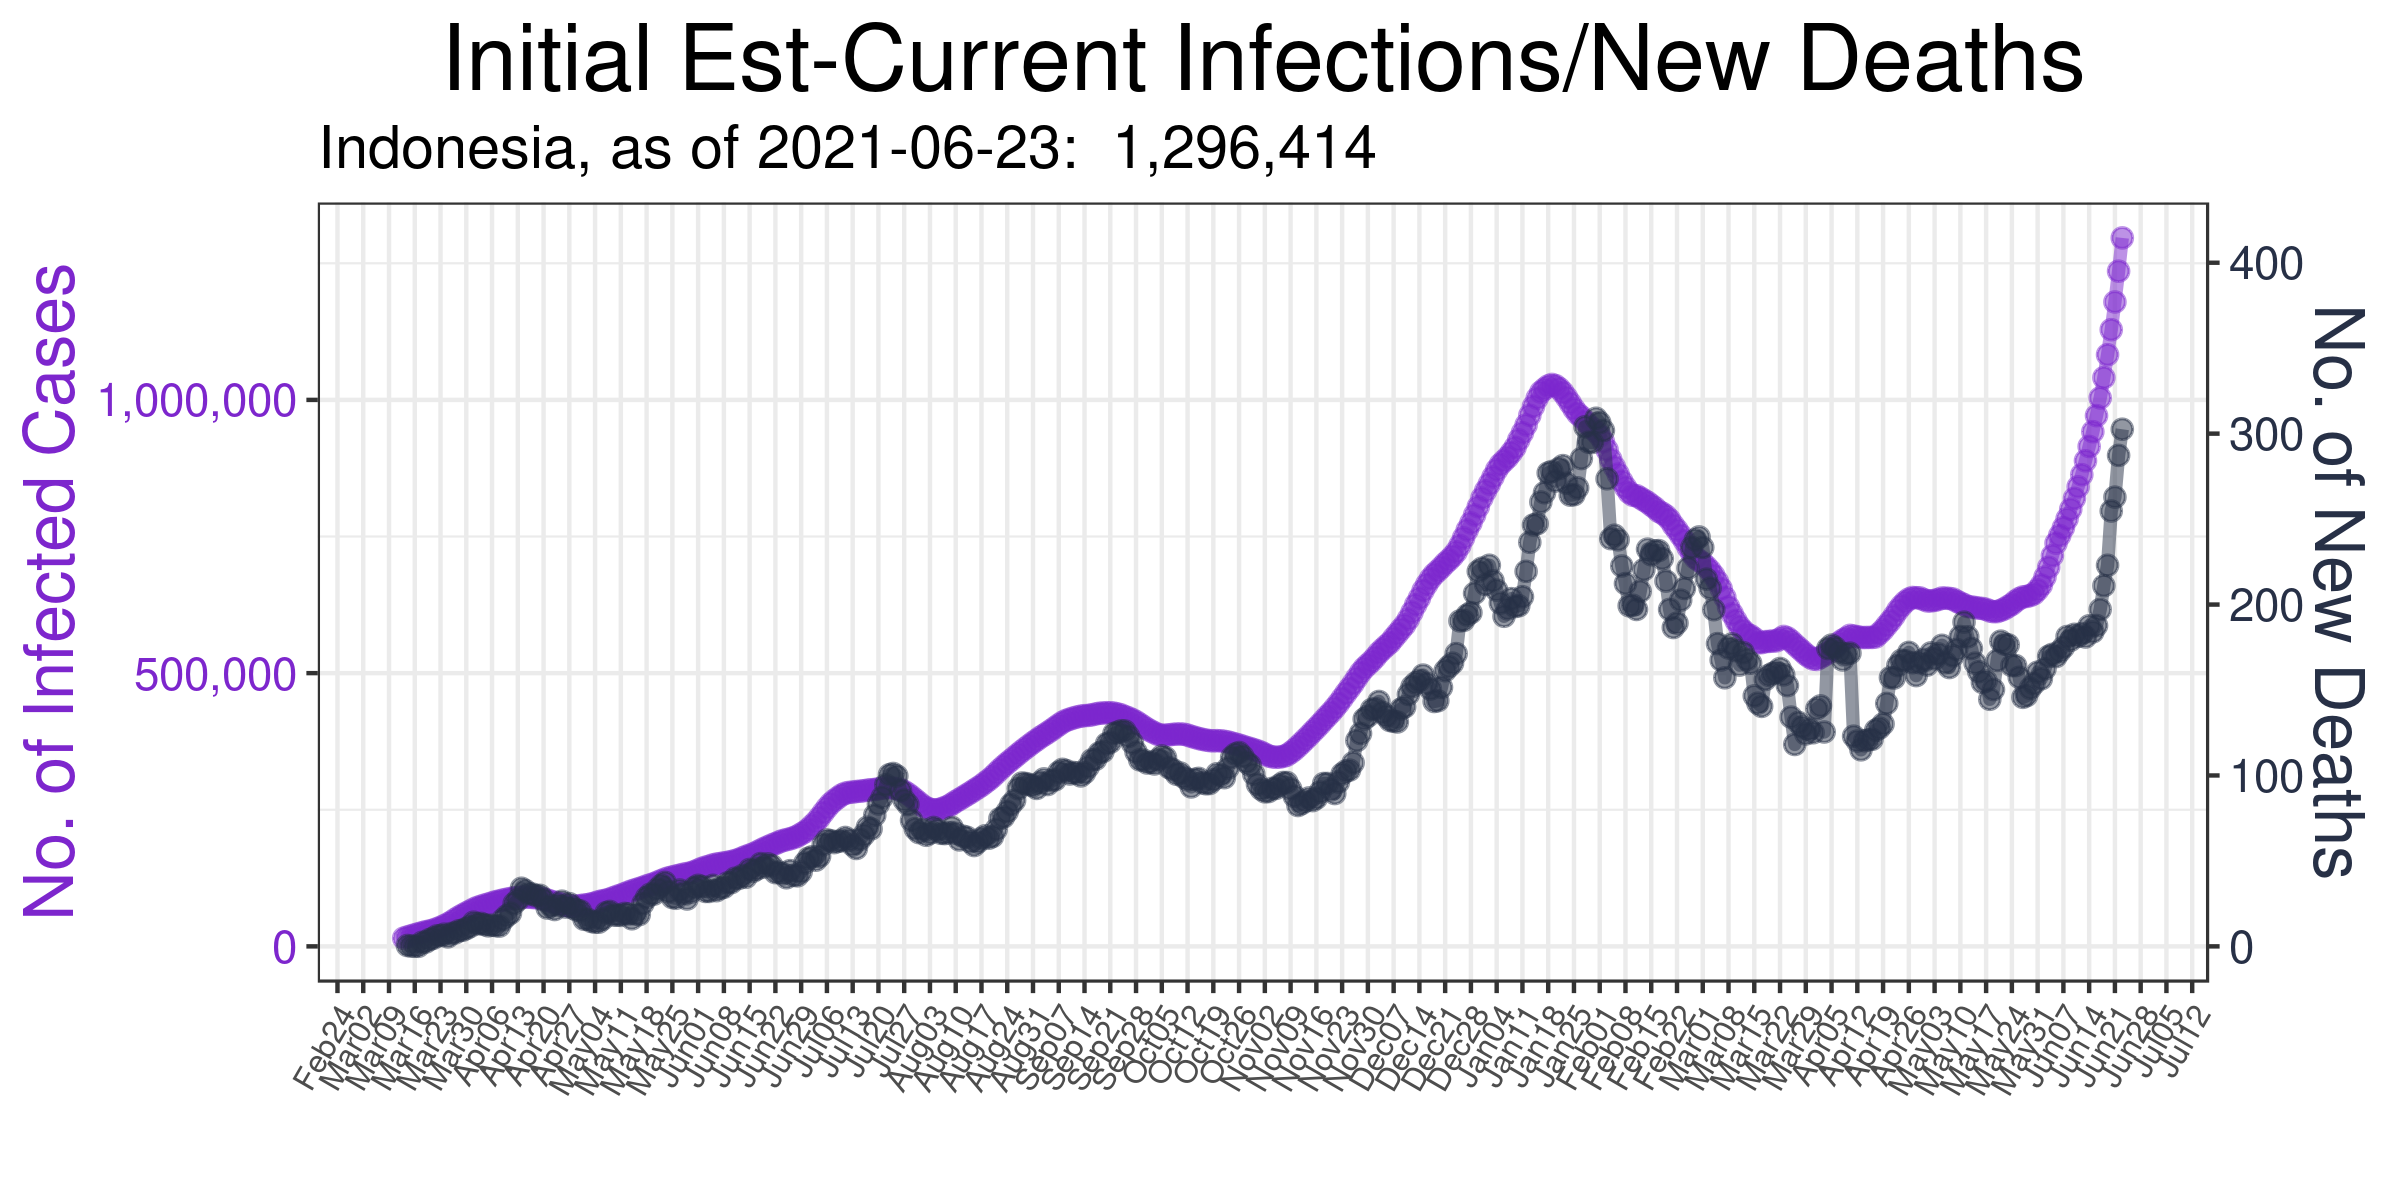 Initial Est-Current Infections/New Deaths
Indonesia, as of 2021-06-23:  1,296,414
No. of Infected Cases
1,000,000
500,000
0
400
300
200
100
0
No. of New Deaths
Feb24
Mar02
Mar09
Mar16
Mar23
Mar30
Apr06
Apr13
Apr20
Apr27
May04
May11
May18
May25
Jun01
Jun08
Jun15
Jun22
Jun29
Jul06
Jul13
Jul20
Jul27
Aug03
Aug10
Aug17
Aug24
Aug31
Sep07
Sep14
Sep21
Sep28
Oct05
Oct12
Oct19
Oct26
Nov02
Nov09
Nov16
Nov23
Nov30
Dec07
Dec14
Dec21
Dec28
Jan04
Jan11
Jan18
Jan25
Feb01
Feb08
Feb15
Feb22
Mar01
Mar08
Mar15
Mar22
Mar29
Apr05
Apr12
Apr19
Apr26
May03
May10
May17
May24
May31
Jun07
Jun14
Jun21
Jun28
Jul05
Jul12